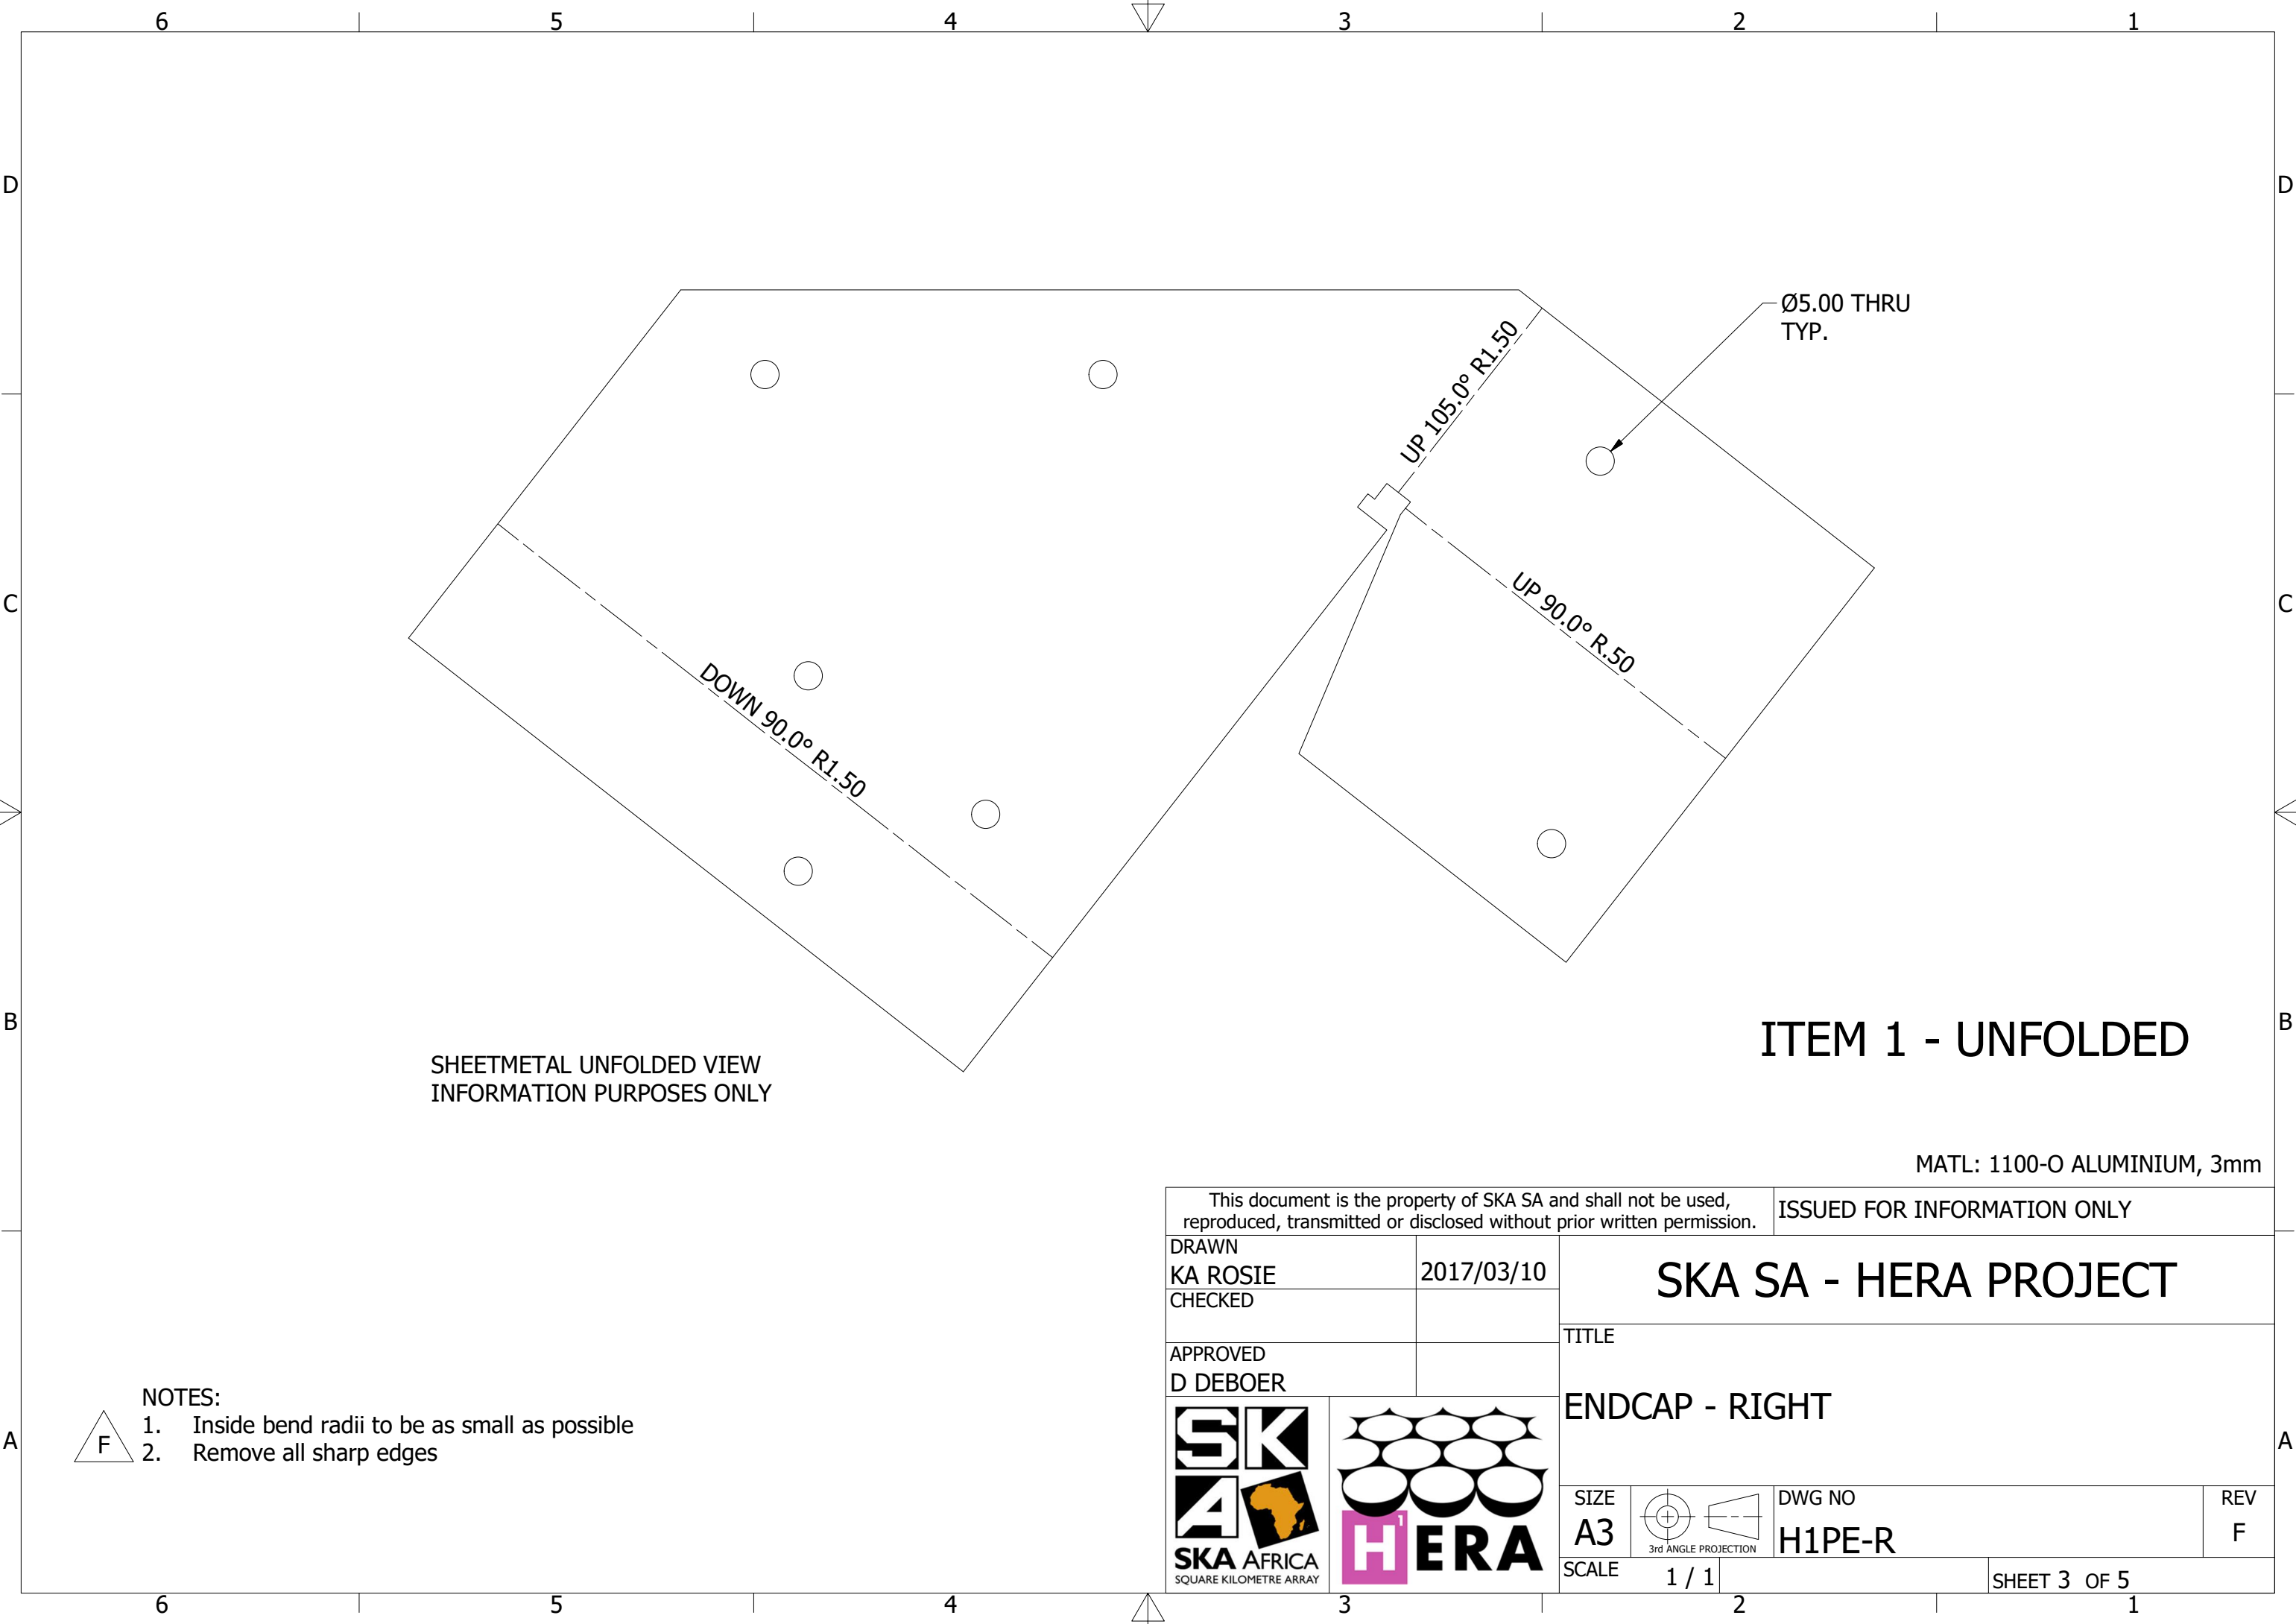 6 5 4 3 2 1
D D
Ø5.00 THRU
TYP.
UP 105.0° R1.50
C C
UP 90.0° R.50
DOWN 90.0° R1.50
B B
ITEM 1 - UNFOLDED
SHEETMETAL UNFOLDED VIEW
INFORMATION PURPOSES ONLY
MATL: 1100-O ALUMINIUM, 3mm
This document is the property of SKA SA and shall not be used,
reproduced, transmitted or disclosed without prior written permission.
ISSUED FOR INFORMATION ONLY
DRAWN
KA ROSIE 2017/03/10
SKA SA - HERA PROJECT
CHECKED
TITLE
APPROVED
D DEBOER
ENDCAP - RIGHT
NOTES:
1. Inside bend radii to be as small as possible
2. Remove all sharp edges
F
A A
SKA
SKA AFRICA
SQUARE KILOMETRE ARRAY
H1ERA
SIZE
A3
3rd ANGLE PROJECTION
DWG NO
H1PE-R
REV
F
SCALE 1 / 1
SHEET 3 OF 5
6 5 4 3 2 1